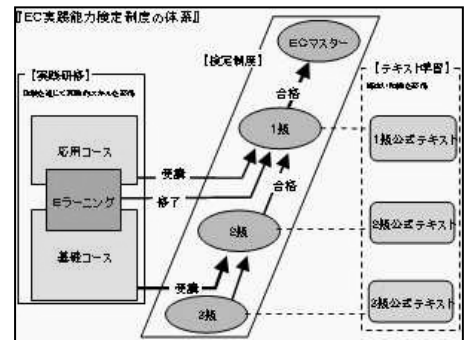 『EC実践能力検定制度の体系』
ECマスター
【検定制度】
【実践研修】
【テキスト学習】
合格
1級
応用コース
1級公式テキスト
受講
Eラーニング
修了
合格
2級
2級公式テキスト
基礎コース
受講
3級
3級公式テキスト